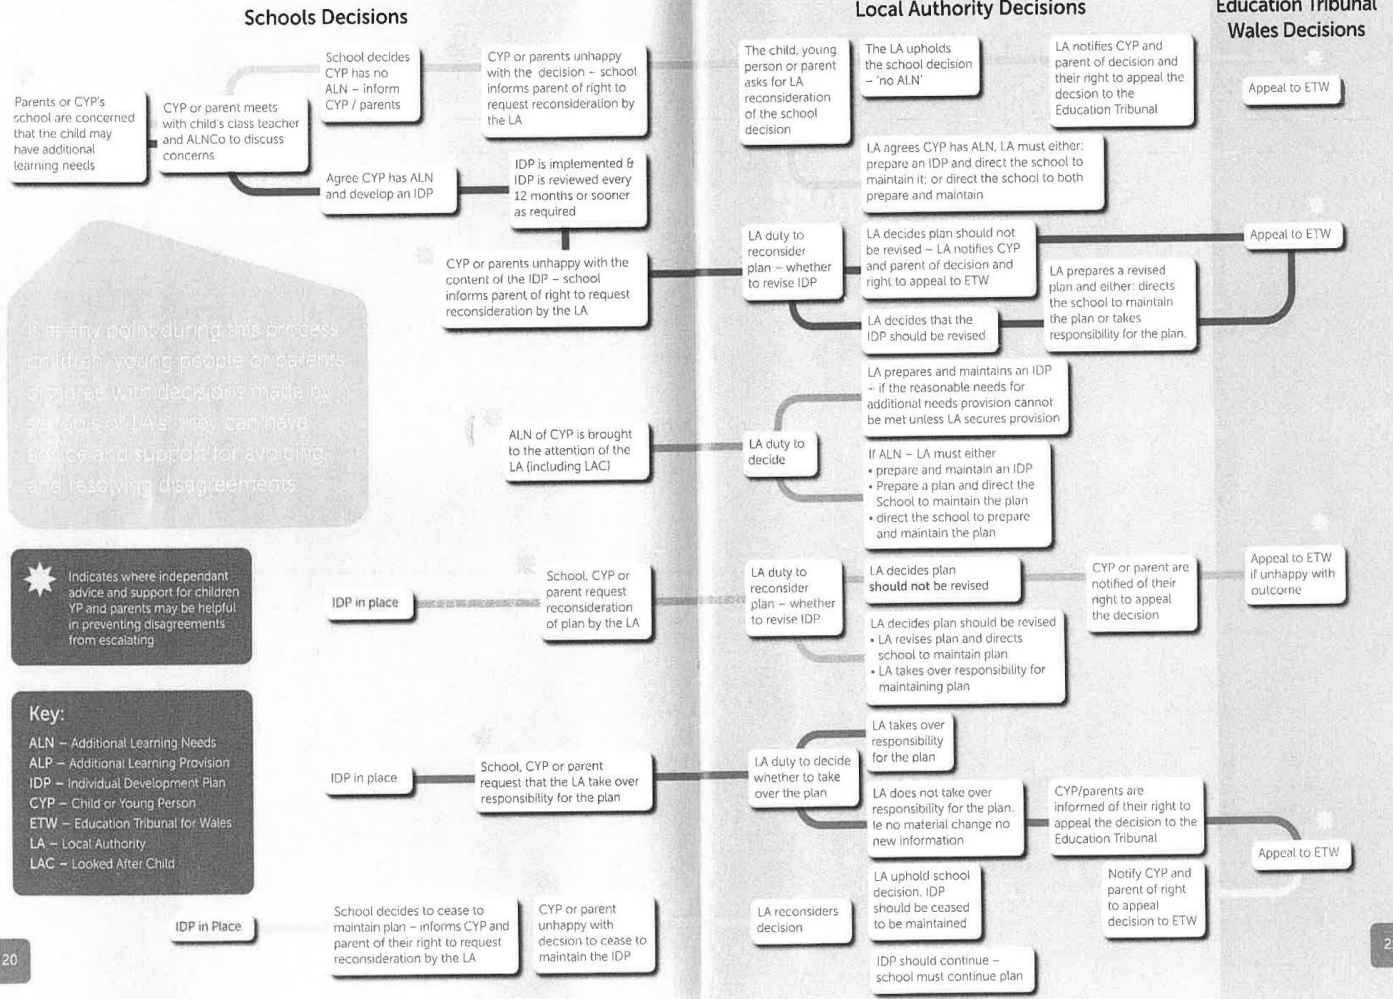 Schools Decisions
Local Authority Decisions
Education Tribunal
Wales Decisions
Parents or CYP's
school are concerned
that the child may
have additional
learning needs
CYP or parent meets
with child's class teacher
and ALNCo to discuss
concerns
School decides
CYP has no
ALN – inform
CYP / parents
CYP or parents unhappy
with the decision – school
informs parent of right to
request reconsideration by
the LA
The child, young
person or parent
asks for LA
reconsideration
of the school
decision
The LA upholds
the school decision
– 'no ALN'
LA notifies CYP and
parent of decision and
their right to appeal the
decsion to the
Education Tribunal
Appeal to ETW
LA agrees CYP has ALN, LA must either:
prepare an IDP and direct the school to
maintain it; or direct the school to both
prepare and maintain
Agree CYP has ALN
and develop an IDP
IDP is implemented &
IDP is reviewed every
12 months or sooner
as required
CYP or parents unhappy with the
content of the IDP – school
informs parent of right to request
reconsideration by the LA
LA duty to
reconsider
plan – whether
to revise IDP
LA decides plan should not
be revised – LA notifies CYP
and parent of decision and
right to appeal to ETW
LA decides that the
IDP should be revised
LA prepares a revised
plan and either: directs
the school to maintain
the plan or takes
responsibility for the plan.
Appeal to ETW
If at any point during this process
children, young people or parents
disagree with decisions made by
LA's they can have
advice and support for avoiding
and resolving disagreements
ALN of CYP is brought
to the attention of the
LA (including LAC)
LA duty to
decide
LA prepares and maintains an IDP
– if the reasonable needs for
additional needs provision cannot
be met unless LA secures provision
If ALN – LA must either
• prepare and maintain an IDP
• Prepare a plan and direct the
School to maintain the plan
• direct the school to prepare
and maintain the plan
Indicates where independant
advice and support for children
YP and parents may be helpful
in preventing disagreements
from escalating
IDP in place
School, CYP or
parent request
reconsideration
of plan by the LA
LA duty to
reconsider
plan – whether
to revise IDP
LA decides plan
should not be revised
CYP or parent are
notified of their
right to appeal
the decision
Appeal to ETW
if unhappy with
outcome
LA decides plan should be revised
• LA revises plan and directs
school to maintain plan
• LA takes over responsibility for
maintaining plan
Key:
ALN – Additional Learning Needs
ALP – Additional Learning Provision
IDP – Individual Development Plan
CYP – Child or Young Person
ETW – Education Tribunal for Wales
LA – Local Authority
LAC – Looked After Child
IDP in place
School, CYP or parent
request that the LA take over
responsibility for the plan
LA duty to decide
whether to take
over the plan
LA takes over
responsibility
for the plan
LA does not take over
responsibility for the plan.
Ie no material change no
new information
CYP/parents are
informed of their right to
appeal the decision to the
Education Tribunal
Appeal to ETW
IDP in Place
School decides to cease to
maintain plan – informs CYP and
parent of their right to request
reconsideration by the LA
CYP or parent
unhappy with
decsion to cease to
maintain the IDP
LA reconsiders
decision
LA uphold school
decision. IDP
should be ceased
to be maintained
Notify CYP and
parent of right
to appeal
decision to ETW
IDP should continue –
school must continue plan
20